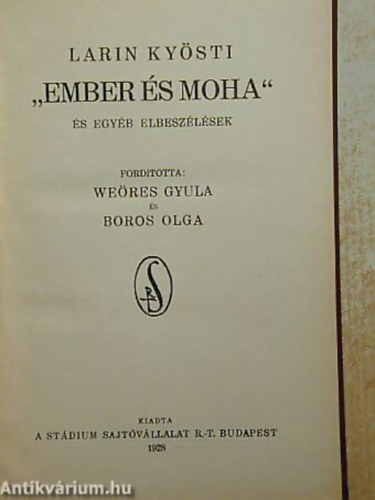 LARIN KYÖSTI
„EMBER ÉS MOHA“
ÉS EGYÉB ELBESZÉLÉSEK
FORDITOTTA:
WEÖRES GYULA
ÉS
BOROS OLGA
KIADTA
A STÁDIUM SAJTÓVÁLLALAT R.-T. BUDAPEST
1928
Antikvárium.hu